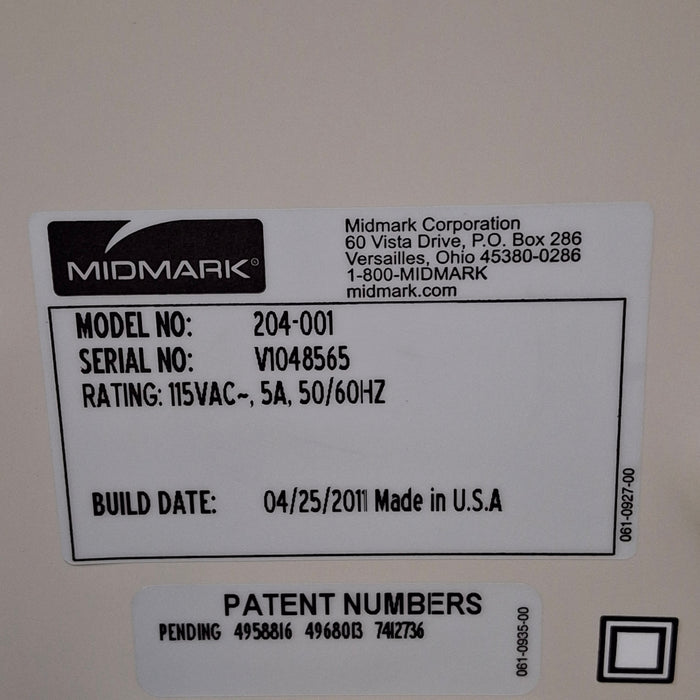 MIDMARK®
Midmark Corporation
60 Vista Drive, P.O. Box 286
Versailles, Ohio 45380-0286
1-800-MIDMARK
midmark.com
MODEL NO: 204-001
SERIAL NO: V1048565
RATING: 115VAC~, 5A, 50/60HZ
BUILD DATE: 04/25/2011 Made in U.S.A
061-0927-00
PATENT NUMBERS
PENDING 4958816 4968013 7412736
061-0935-00